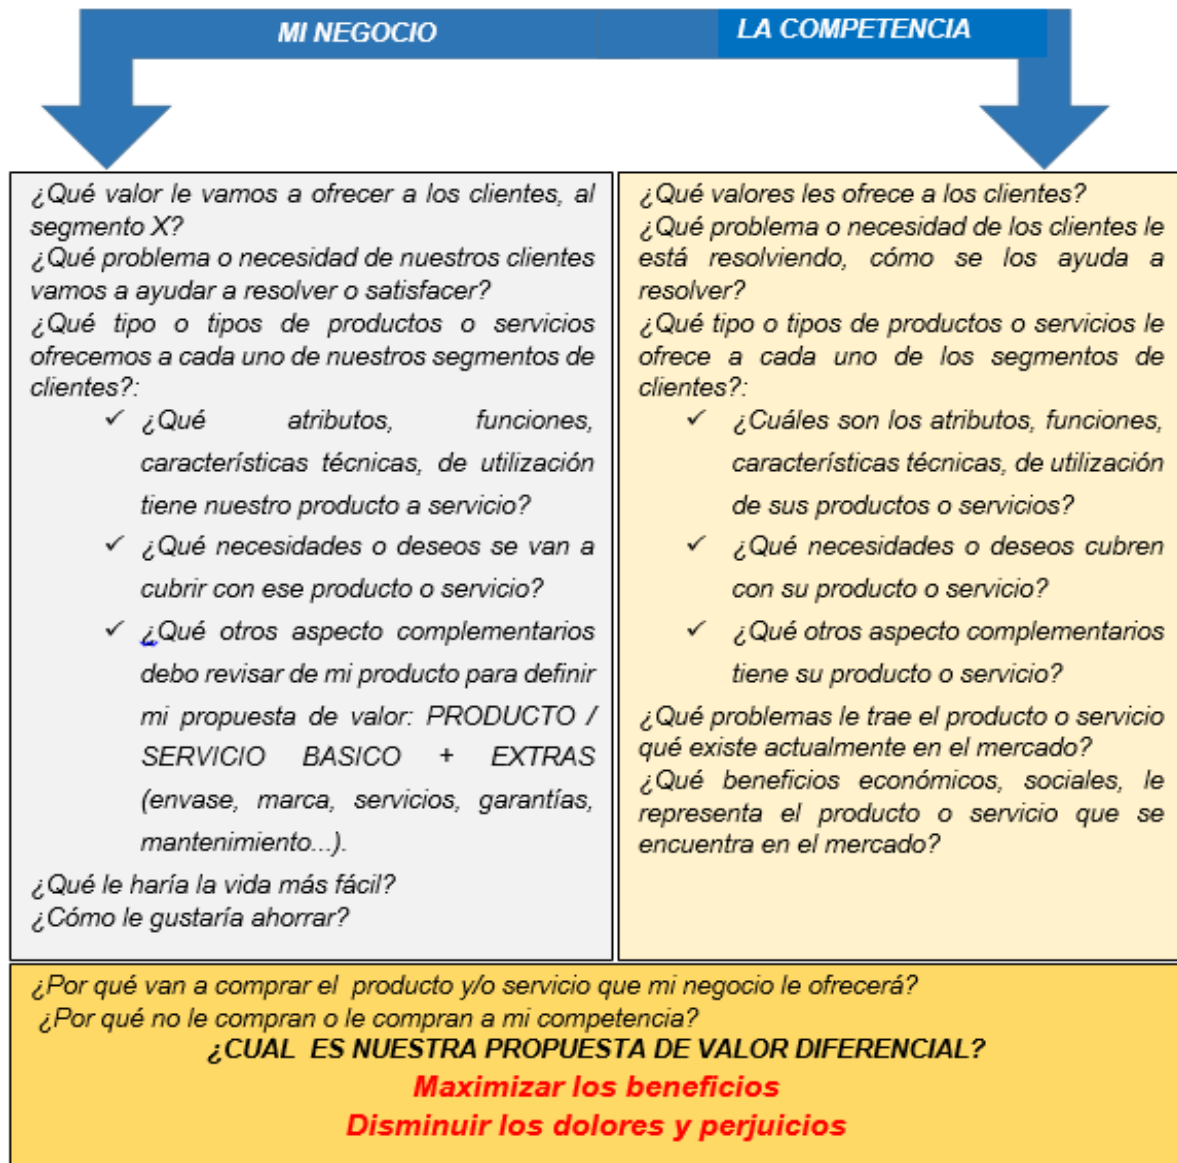 MI NEGOCIO
LA COMPETENCIA
¿Qué valor le vamos a ofrecer a los clientes, al
segmento X?
¿Qué problema o necesidad de nuestros clientes
vamos a ayudar a resolver o satisfacer?
¿Qué tipo o tipos de productos o servicios
ofrecemos a cada uno de nuestros segmentos de
clientes?:
✓ ¿Qué atributos, funciones,
características técnicas, de utilización
tiene nuestro producto a servicio?
✓ ¿Qué necesidades o deseos se van a
cubrir con ese producto o servicio?
✓ ¿Qué otros aspecto complementarios
debo revisar de mi producto para definir
mi propuesta de valor: PRODUCTO /
SERVICIO BASICO + EXTRAS
(envase, marca, servicios, garantías,
mantenimiento...).
¿Qué le haría la vida más fácil?
¿Cómo le gustaría ahorrar?
¿Qué valores les ofrece a los clientes?
¿Qué problema o necesidad de los clientes le
está resolviendo, cómo se los ayuda a
resolver?
¿Qué tipo o tipos de productos o servicios le
ofrece a cada uno de los segmentos de
clientes?:
✓ ¿Cuáles son los atributos, funciones,
características técnicas, de utilización
de sus productos o servicios?
✓ ¿Qué necesidades o deseos cubren
con su producto o servicio?
✓ ¿Qué otros aspecto complementarios
tiene su producto o servicio?
¿Qué problemas le trae el producto o servicio
qué existe actualmente en el mercado?
¿Qué beneficios económicos, sociales, le
representa el producto o servicio que se
encuentra en el mercado?
¿Por qué van a comprar el producto y/o servicio que mi negocio le ofrecerá?
¿Por qué no le compran o le compran a mi competencia?
¿CUAL ES NUESTRA PROPUESTA DE VALOR DIFERENCIAL?
Maximizar los beneficios
Disminuir los dolores y perjuicios